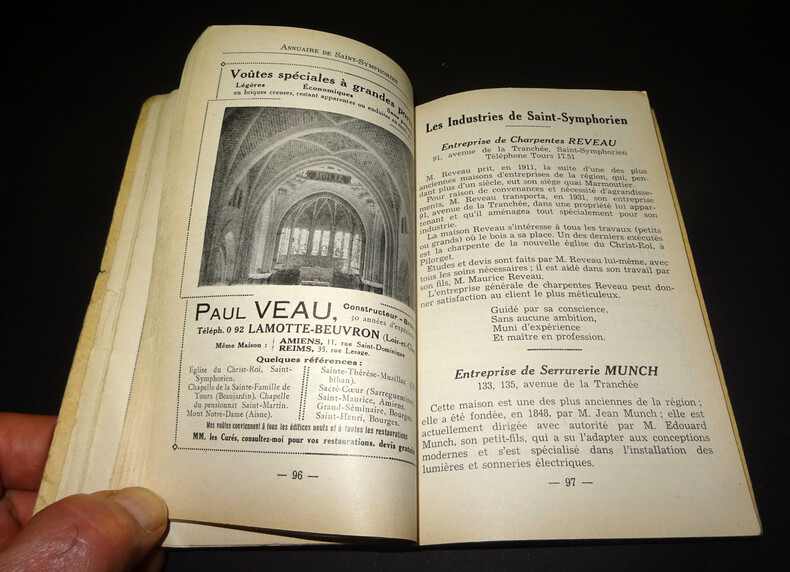 ANNUAIRE DE SAINT-SYMPHORIEN
Voûtes spéciales à grandes
Légères Économiques
en briques creuses, restant apparentes ou enduites
PAUL VEAU, Constructeur-
30 années
Téléph. 0 92 LAMOTTE-BEUVRON (Loir-et-
Même Maison : AMIENS, 11, rue Saint-Dominique
REIMS, 35, rue Lesage.
Quelques références :
Eglise du Christ-Roi, Saint-
Symphorien.
Chapelle de la Sainte-Famille de
Tours (Beaujardin). Chapelle
du pensionnat Saint-Martin.
Mont Notre-Dame (Aisne).
Sainte-Thérèse-Muzillac
bihan).
Sacré-Cœur (Sarreguemines)
Saint-Maurice, Amiens.
Grand-Séminaire, Bourges.
Saint-Henri, Bourges.
Mes voûtes conviennent à tous les édifices neufs et à toutes les restaurations
MM. les Curés, consultez-moi pour vos restaurations, devis gratuits
— 96 —
Les Industries de Saint-Symphorien
Entreprise de Charpentes REVEAU
91, avenue de la Tranchée, Saint-Symphorien
Téléphone Tours 17.51
M. Reveau prit, en 1911, la suite d'une des plus
anciennes maisons d'entreprises de la région, qui, pen-
dant plus d'un siècle, eut son siège quai Marmoutier.
Pour raison de convenances et nécessité d'agrandisse-
ments, M. Reveau transporta, en 1931, son entreprise
91, avenue de la Tranchée, dans une propriété lui appar-
tenant et qu'il aménagea tout spécialement pour son
industrie.
La maison Reveau s'intéresse à tous les travaux (petits
ou grands) où le bois a sa place. Un des derniers exécutés
est la charpente de la nouvelle église du Christ-Roi, à
Pilorget.
Etudes et devis sont faits par M. Reveau lui-même, avec
tous les soins nécessaires ; il est aidé dans son travail par
son fils, M. Maurice Reveau.
L'entreprise générale de charpentes Reveau peut don-
ner satisfaction au client le plus méticuleux.
Guidé par sa conscience,
Sans aucune ambition,
Muni d'expérience
Et maître en profession.
Entreprise de Serrurerie MUNCH
133, 135, avenue de la Tranchée
Cette maison est une des plus anciennes de la région ;
elle a été fondée, en 1848, par M. Jean Munch ; elle est
actuellement dirigée avec autorité par M. Edouard
Munch, son petit-fils, qui a su l'adapter aux conceptions
modernes et s'est spécialisé dans l'installation des
lumières et sonneries électriques.
— 97 —